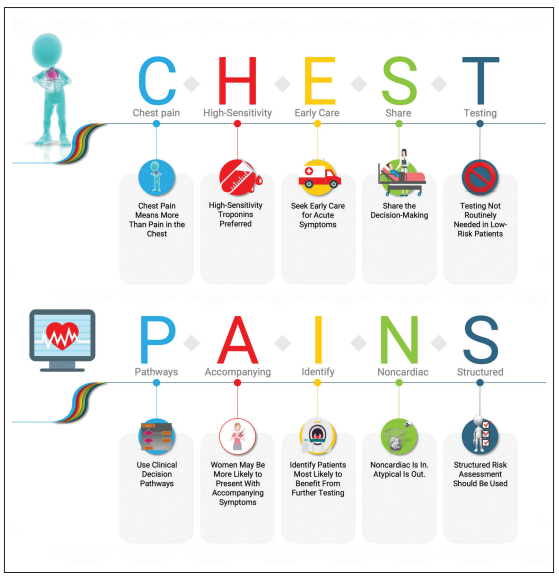 C H E S T
Chest pain High-Sensitivity Early Care Share Testing
Chest Pain
Means More
Than Pain in the
Chest
High-Sensitivity
Troponins
Preferred
Seek Early Care
for Acute
Symptoms
Share the
Decision-Making
Testing Not
Routinely
Needed in Low-
Risk Patients
P A I N S
Pathways Accompanying Identify Noncardiac Structured
Use Clinical
Decision
Pathways
Women May Be
More Likely to
Present With
Accompanying
Symptoms
Identify Patients
Most Likely to
Benefit From
Further Testing
Noncardiac Is In.
Atypical Is Out.
Structured Risk
Assessment
Should Be Used